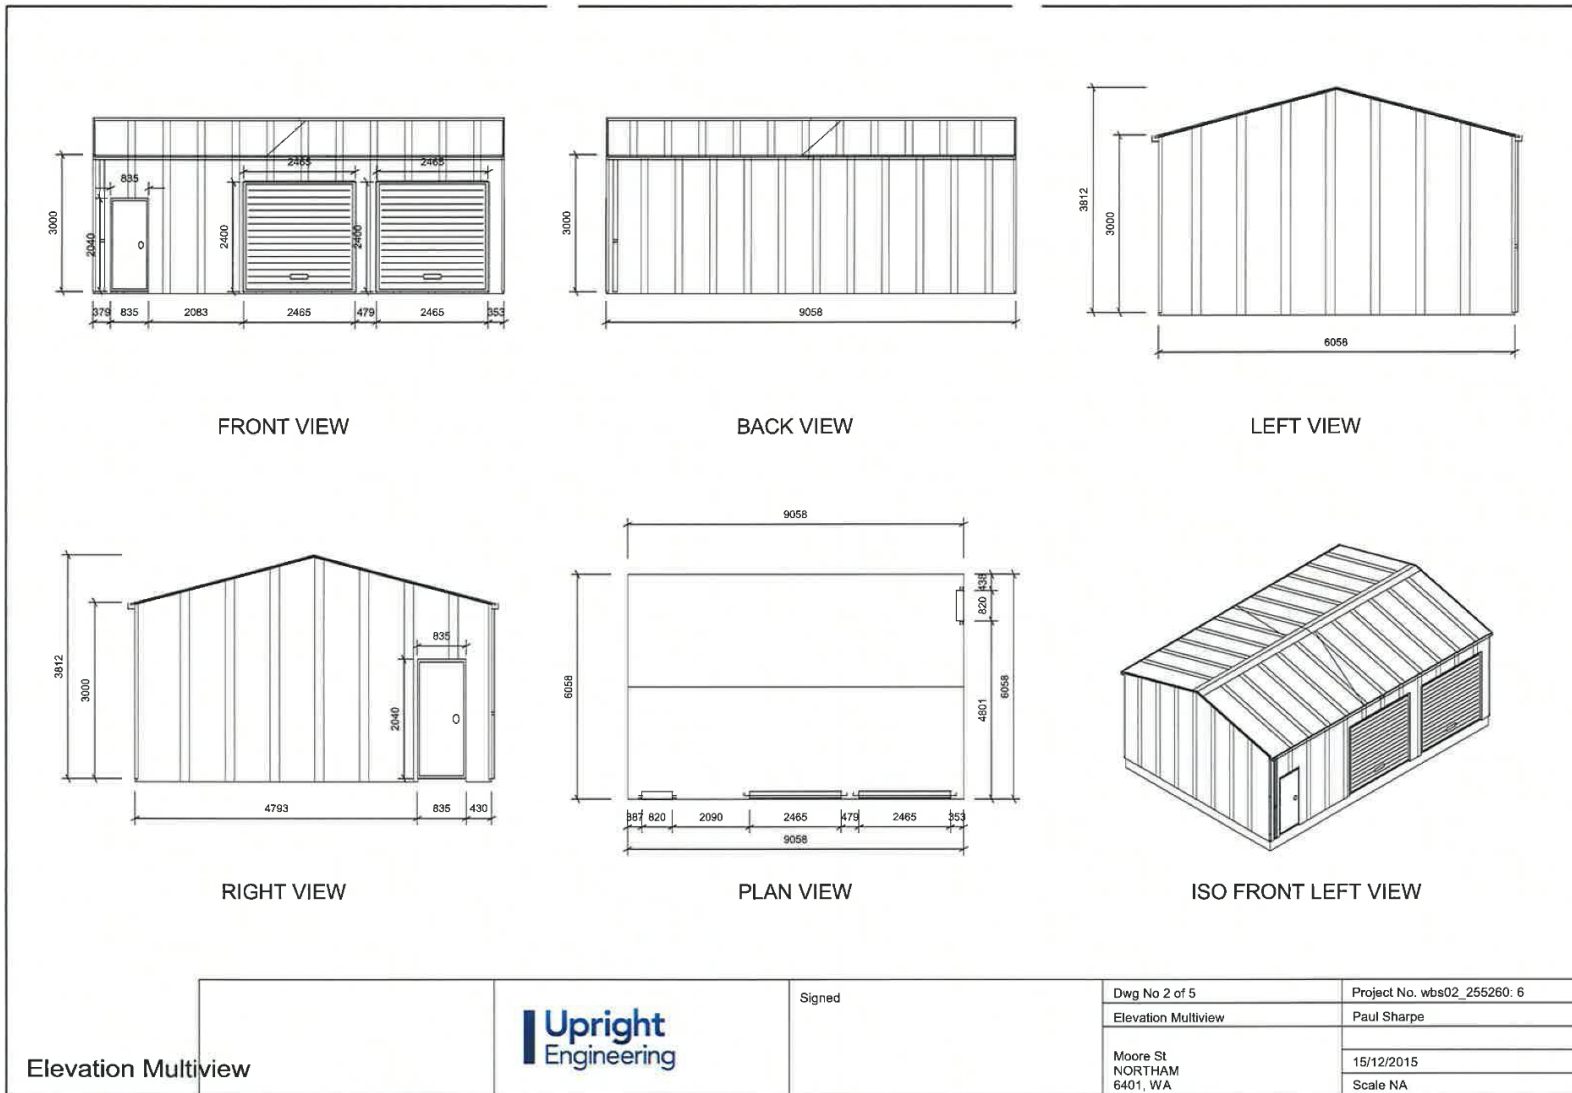 2465
2465
835
3000
2040
2400
2400
379
835
2083
2465
479
2465
353
FRONT VIEW
3000
9058
BACK VIEW
3812
3000
6058
LEFT VIEW
3812
3000
835
2040
4793
835
430
RIGHT VIEW
9058
6058
438
820
4801
6058
387
820
2090
2465
479
2465
353
9058
PLAN VIEW
ISO FRONT LEFT VIEW
Elevation Multiview
Upright
Engineering
Signed
Dwg No 2 of 5
Elevation Multiview
Moore St
NORTHAM
6401, WA
Project No. wbs02_255260: 6
Paul Sharpe
15/12/2015
Scale NA